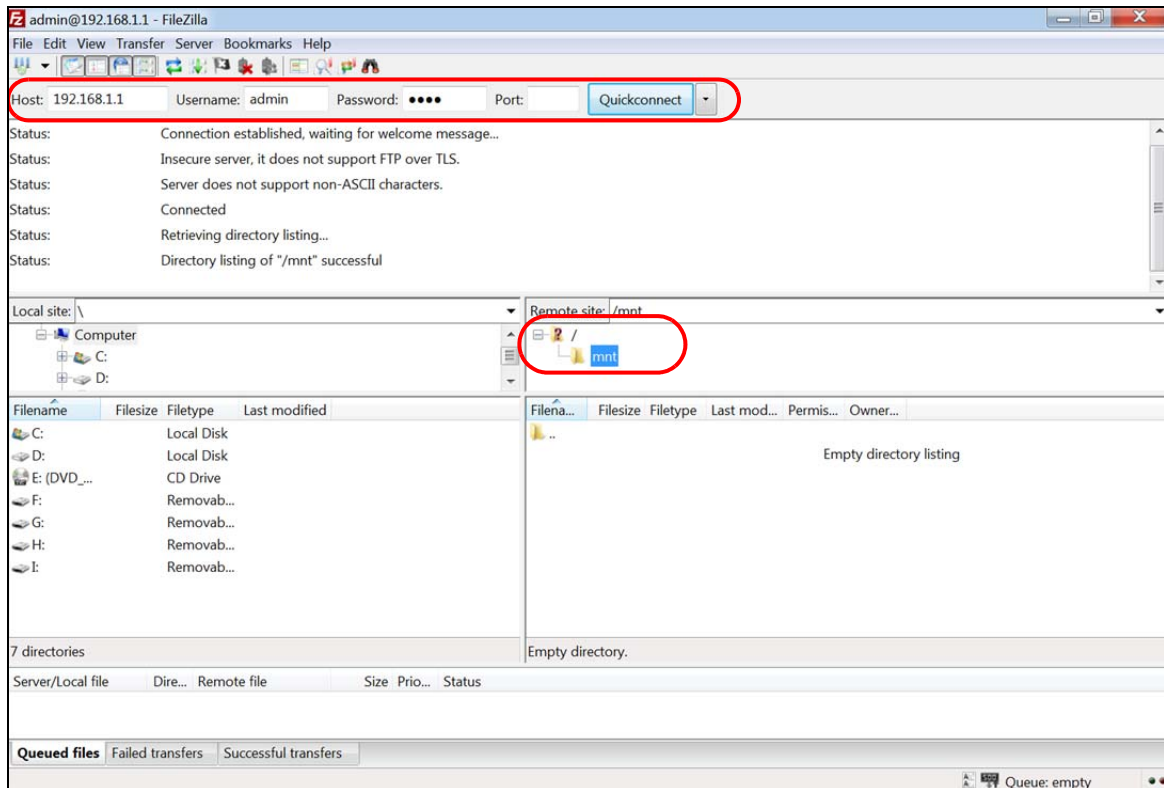 admin@192.168.1.1 - FileZilla
File Edit View Transfer Server Bookmarks Help
Host: 192.168.1.1 Username: admin Password: ●●●● Port: Quickconnect
Status: Connection established, waiting for welcome message...
Status: Insecure server, it does not support FTP over TLS.
Status: Server does not support non-ASCII characters.
Status: Connected
Status: Retrieving directory listing...
Status: Directory listing of "/mnt" successful
Local site: \
Computer
C:
D:
Remote site: /mnt
/
mnt
Filename Filesize Filetype Last modified
C: Local Disk
D: Local Disk
E: (DVD_... CD Drive
F: Removab...
G: Removab...
H: Removab...
I: Removab...
7 directories
Filena... Filesize Filetype Last mod... Permis... Owner...
..
Empty directory listing
Empty directory.
Server/Local file Dire... Remote file Size Prio... Status
Queued files Failed transfers Successful transfers
Queue: empty